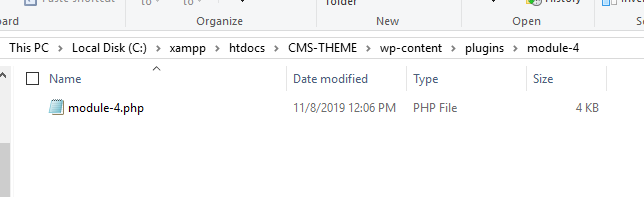 Paste shortcut to to folder History
oard Organize New Open
This PC > Local Disk (C:) > xampp > htdocs > CMS-THEME > wp-content > plugins > module-4
Name Date modified Type Size
module-4.php 11/8/2019 12:06 PM PHP File 4 KB